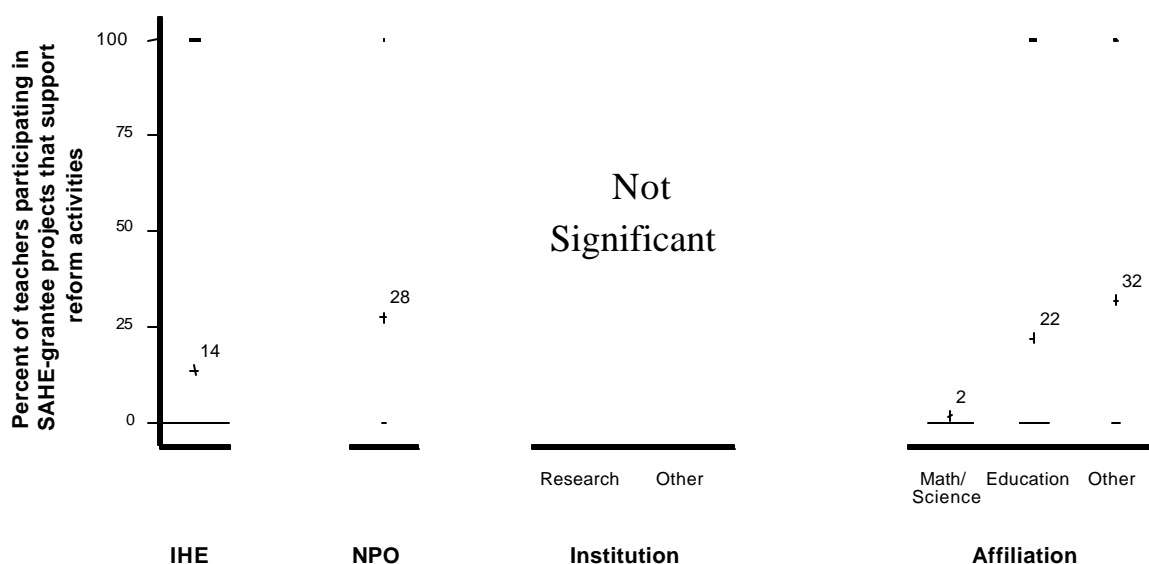 Percent of teachers participating in
SAHE-grantee projects that support
reform activities
100
75
50
25
0
14
28
Not
Significant
2
22
32
Research Other
Math/
Science
Education
Other
IHE NPO Institution Affiliation